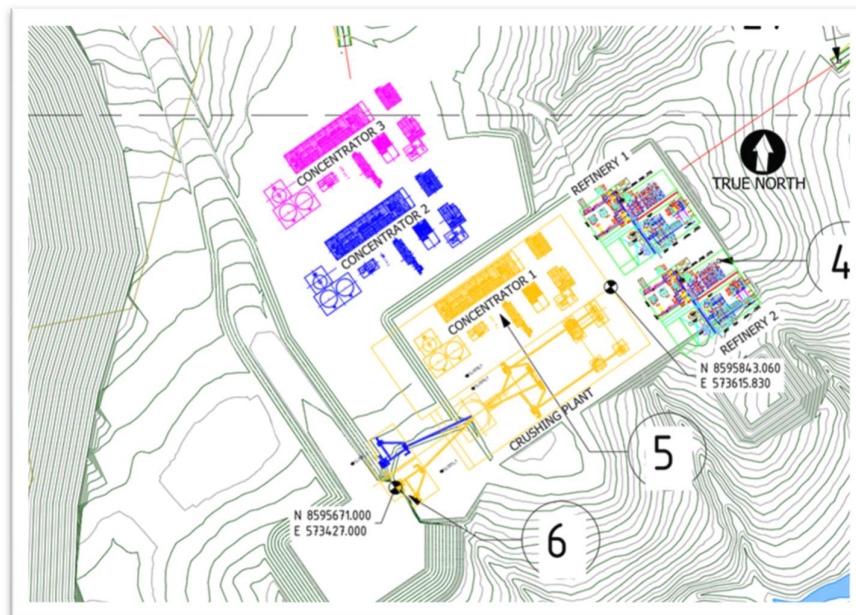 CONCENTRATOR 3
REFINERY 1
TRUE NORTH
CONCENTRATOR 2
4
CONCENTRATOR 1
REFINERY 2
N 8595843.060
E 573615.830
CRUSHING PLANT
5
N 8595671.000
E 573427.000
6